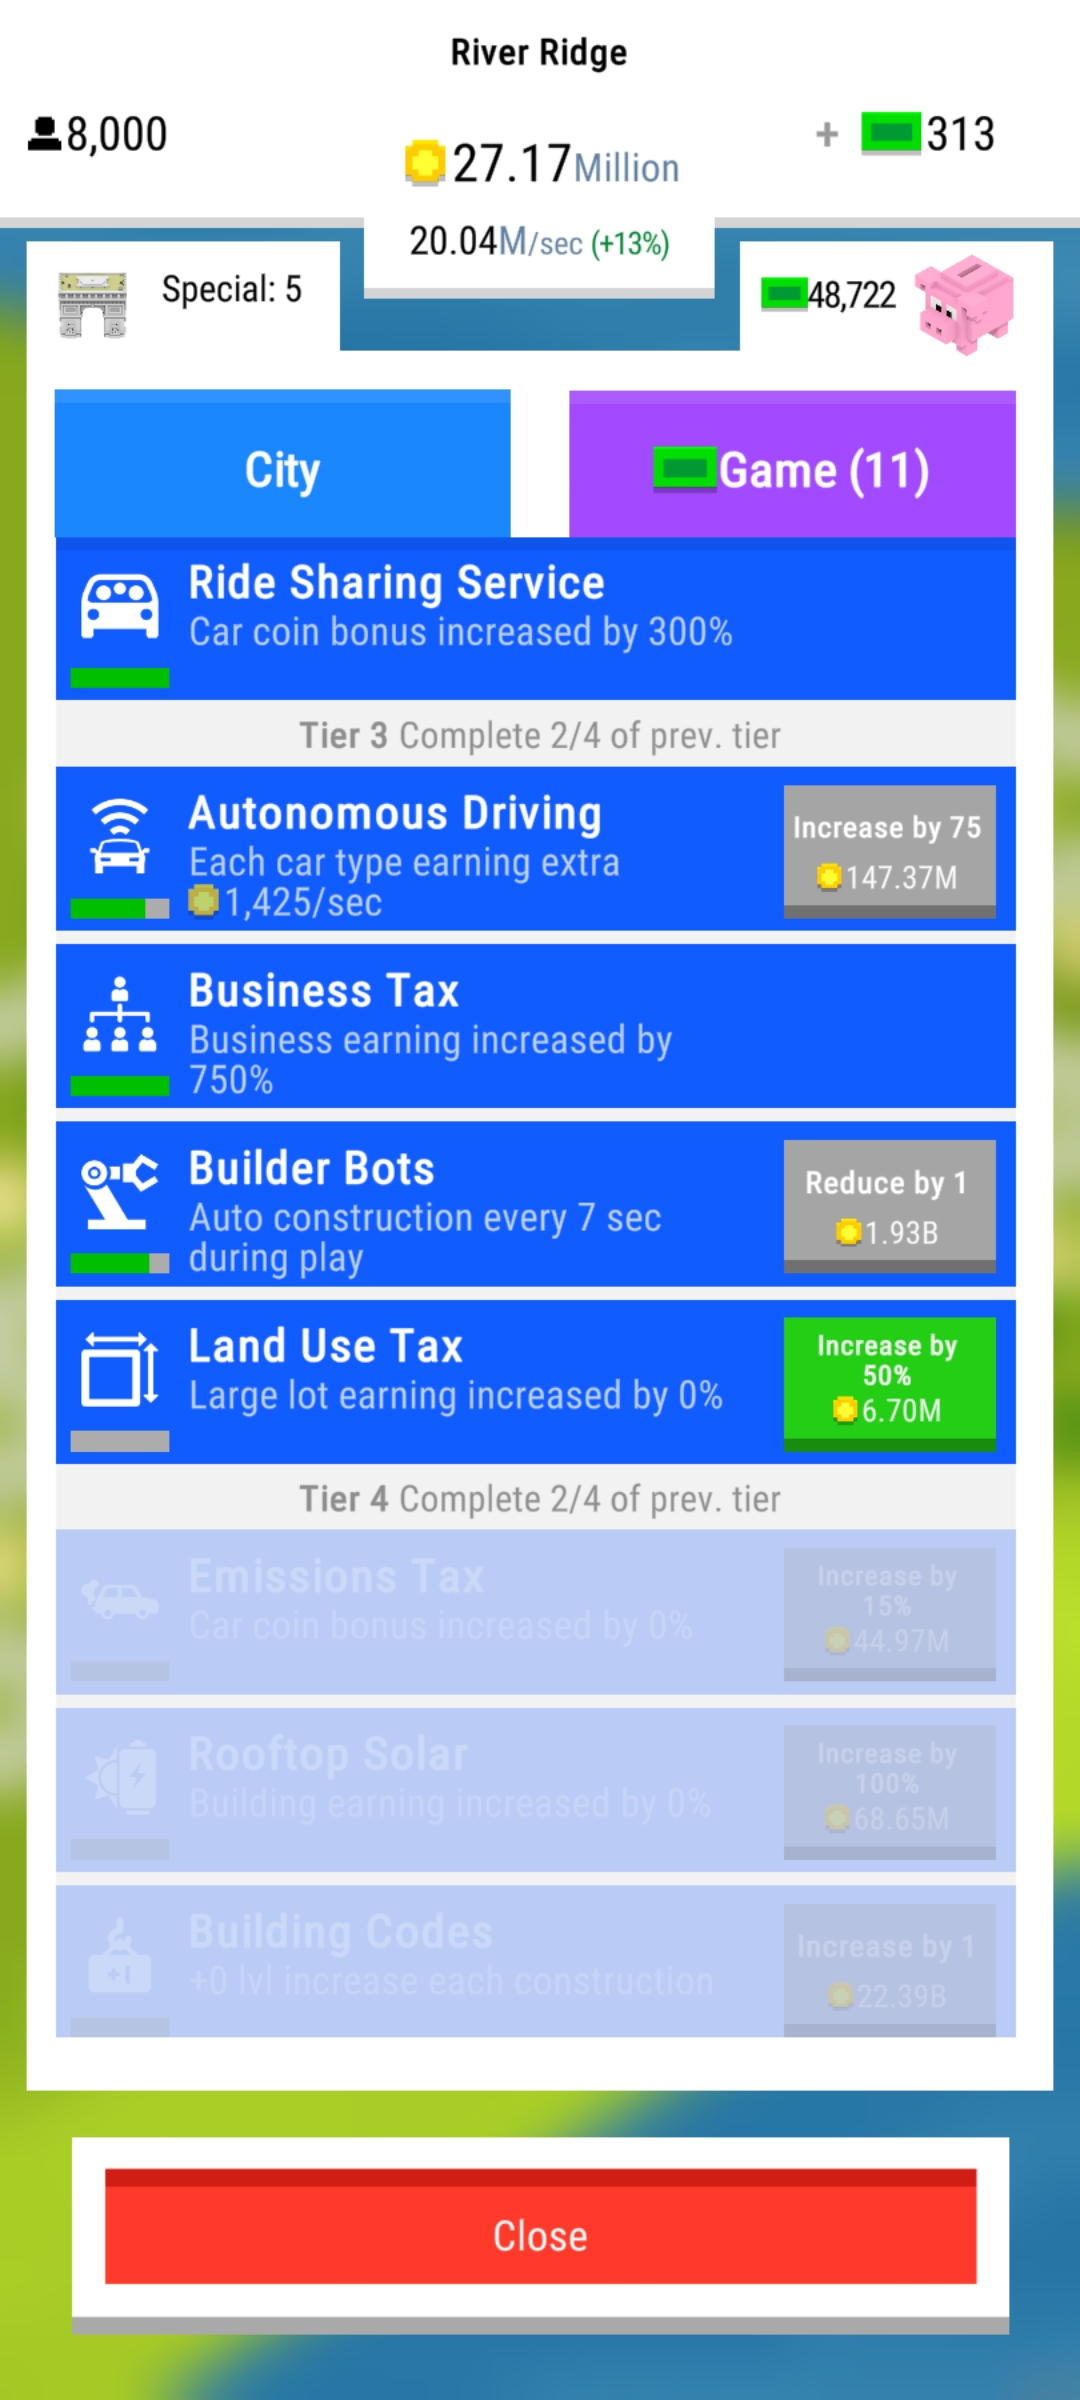 River Ridge
8,000
27.17Million
+ 313
20.04M/sec (+13%)
Special: 5
48,722
City
Game (11)
Ride Sharing Service
Car coin bonus increased by 300%
Tier 3 Complete 2/4 of prev. tier
Autonomous Driving
Each car type earning extra
1,425/sec
Increase by 75
147.37M
Business Tax
Business earning increased by
750%
Builder Bots
Auto construction every 7 sec
during play
Reduce by 1
1.93B
Land Use Tax
Large lot earning increased by 0%
Increase by
50%
6.70M
Tier 4 Complete 2/4 of prev. tier
Emissions Tax
Car coin bonus increased by 0%
Increase by
15%
44.97M
Rooftop Solar
Building earning increased by 0%
Increase by
100%
68.65M
Building Codes
+0 lvl increase each construction
+1
Increase by 1
22.39B
Close